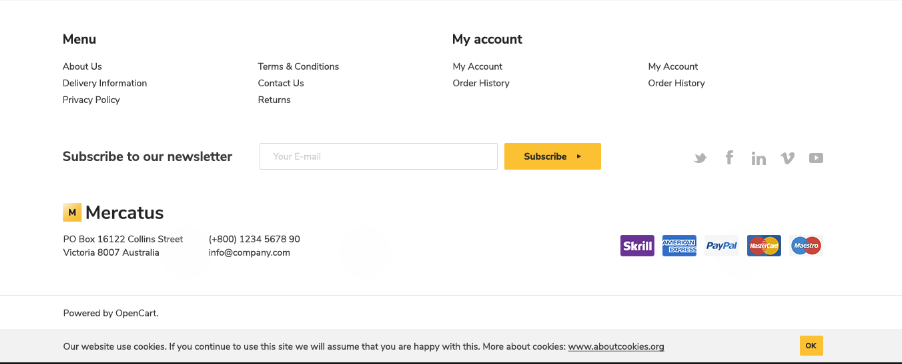 Menu
My account
About Us
Terms & Conditions
My Account
My Account
Delivery Information
Contact Us
Order History
Order History
Privacy Policy
Returns
Subscribe to our newsletter
Your E-mail
Subscribe
M Mercatus
PO Box 16122 Collins Street
Victoria 8007 Australia
(+800) 1234 5678 90
info@company.com
Skrill
AMERICAN EXPRESS
PayPal
MasterCard
Maestro
Powered by OpenCart.
Our website use cookies. If you continue to use this site we will assume that you are happy with this. More about cookies: www.aboutcookies.org
OK